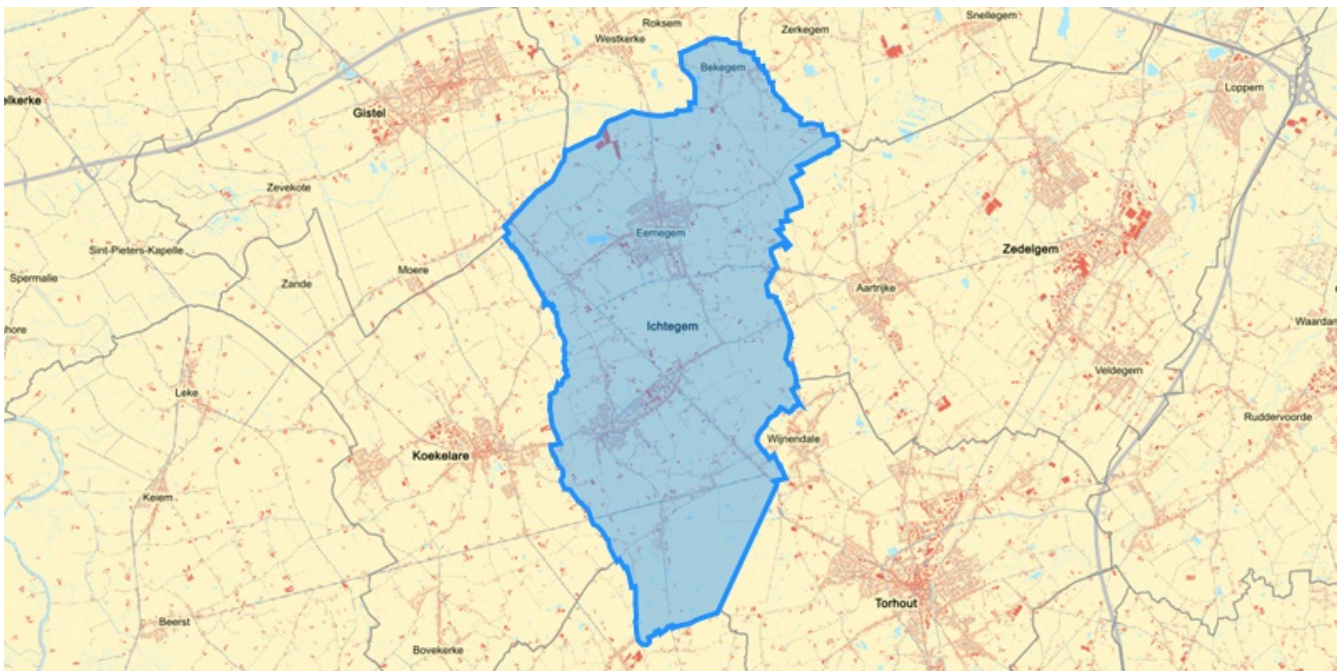 Roksem
Snellegem
Westkerke
Zerkegem
Bekegem
Loppem
elkerke
Gistel
Zevekote
Eernegem
Sint-Pieters-Kapelle
Zedelgem
Moere
Spermalie
Zande
Aartrijke
Ichtegem
hore
Waardam
Veldegem
Leke
Ruddervoorde
Wijnendale
Koekelare
Keiem
Torhout
Beerst
Bovekerke